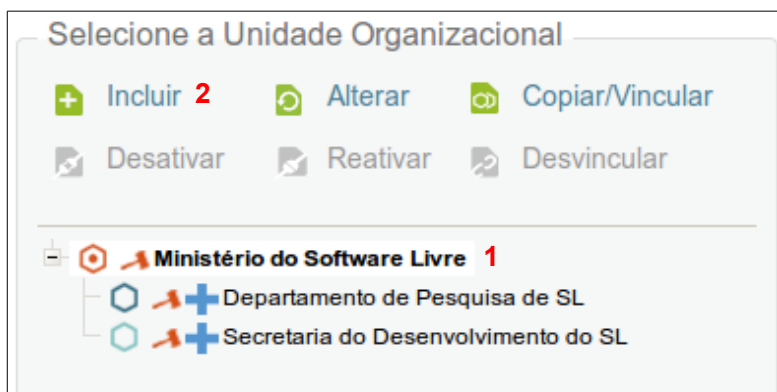 Selecione a Unidade Organizacional
Incluir 2 Alterar Copiar/Vincular
Desativar Reativar Desvincular
Ministério do Software Livre 1
Departamento de Pesquisa de SL
Secretaria do Desenvolvimento do SL